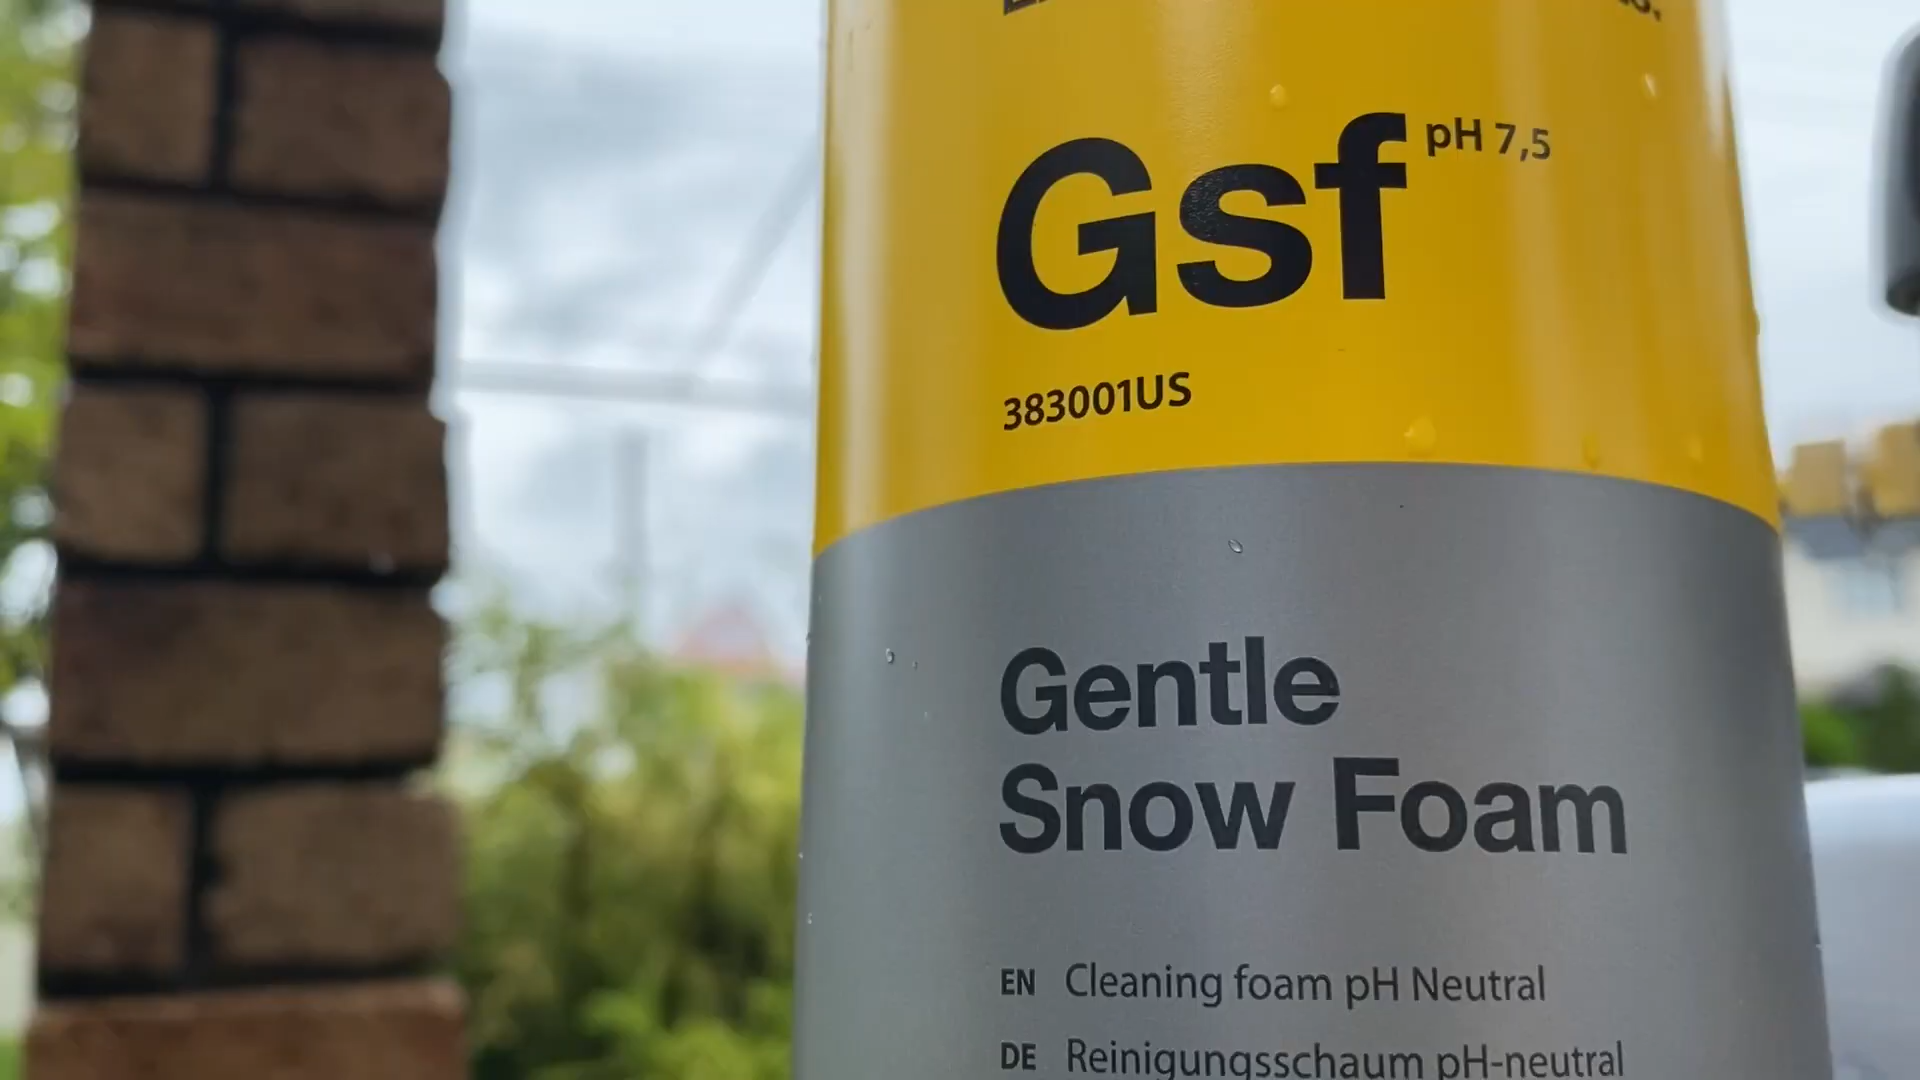 Gsf pH 7,5
383001US
Gentle
Snow Foam
EN Cleaning foam pH Neutral
DE Reinigungsschaum pH-neutral